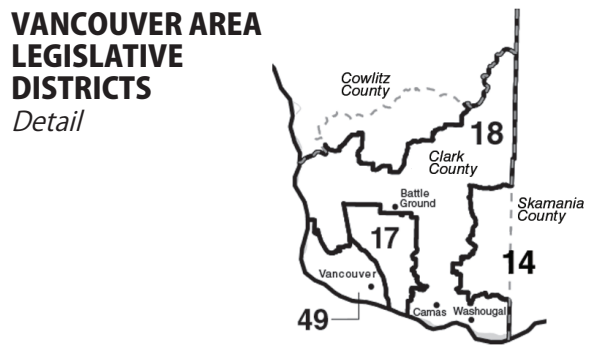 VANCOUVER AREA
LEGISLATIVE
DISTRICTS
Detail
Cowlitz
County
18
Clark
County
Battle
Ground
Skamania
County
17
14
Vancouver
49
Camas
Washougal